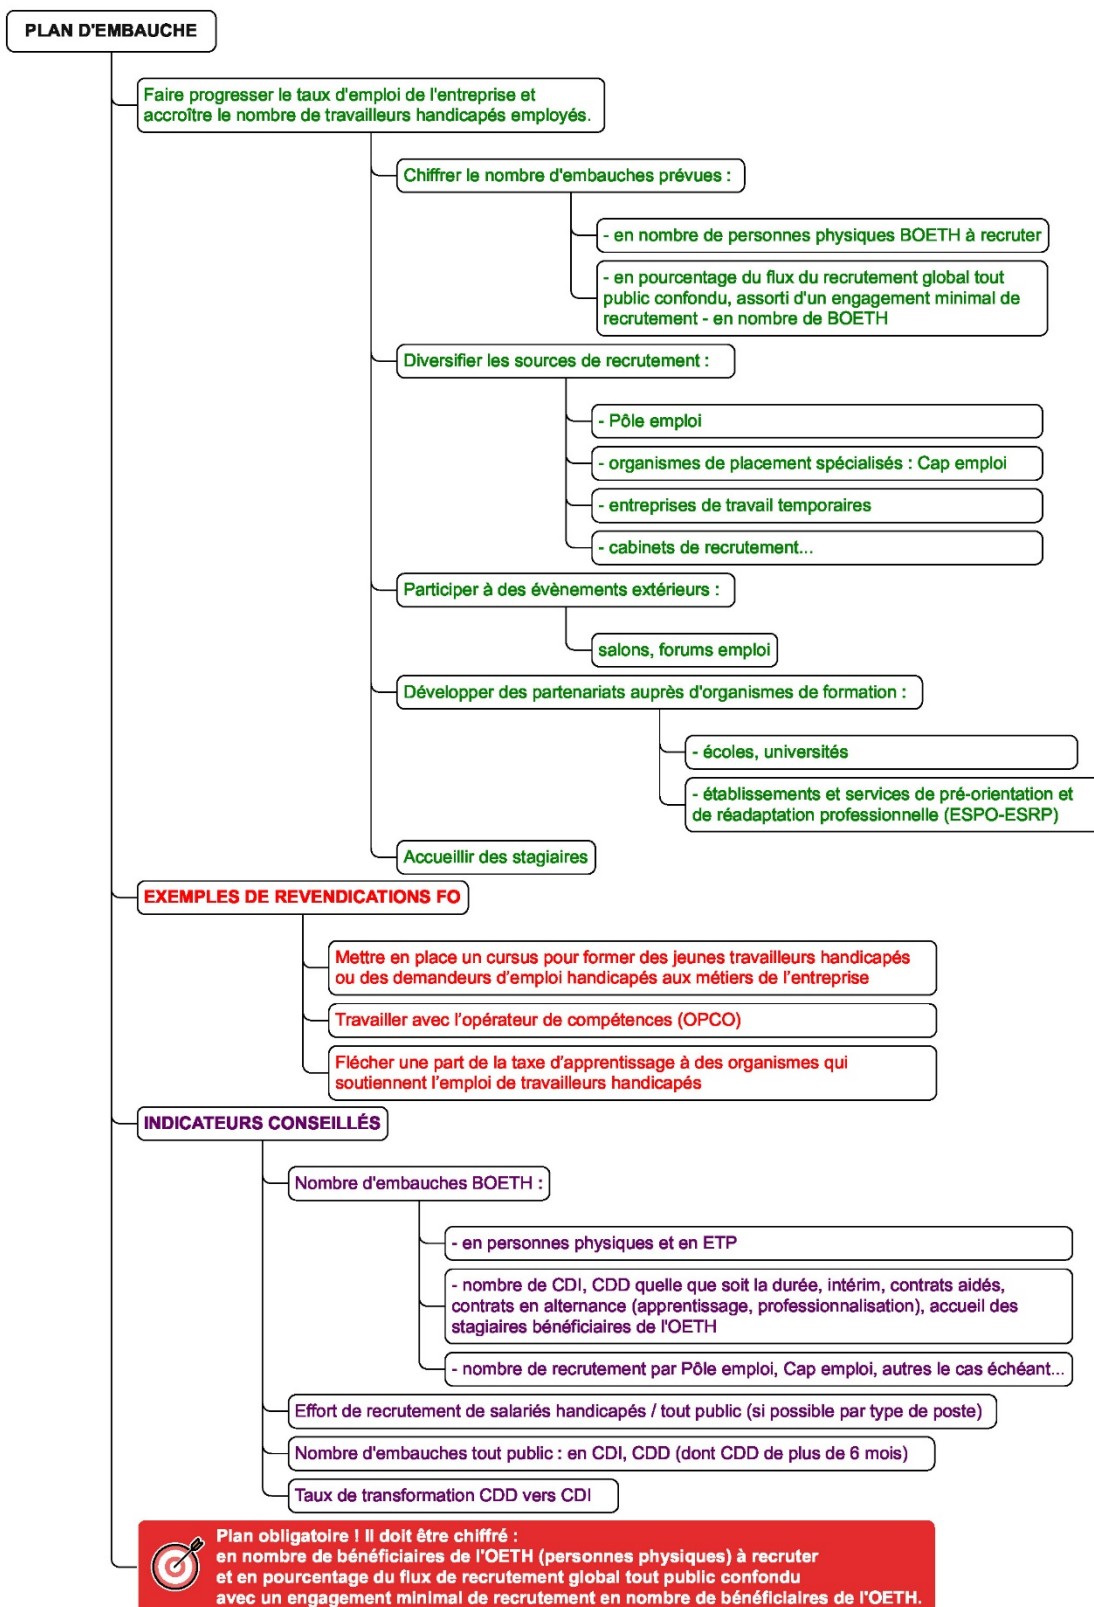 PLAN D'EMBAUCHE
Faire progresser le taux d'emploi de l'entreprise et
accroître le nombre de travailleurs handicapés employés.
Chiffrer le nombre d'embauches prévues :
- en nombre de personnes physiques BOETH à recruter
- en pourcentage du flux du recrutement global tout
public confondu, assorti d'un engagement minimal de
recrutement - en nombre de BOETH
Diversifier les sources de recrutement :
- Pôle emploi
- organismes de placement spécialisés : Cap emploi
- entreprises de travail temporaires
- cabinets de recrutement...
Participer à des évènements extérieurs :
salons, forums emploi
Développer des partenariats auprès d'organismes de formation :
- écoles, universités
- établissements et services de pré-orientation et
de réadaptation professionnelle (ESPO-ESRP)
Accueillir des stagiaires
EXEMPLES DE REVENDICATIONS FO
Mettre en place un cursus pour former des jeunes travailleurs handicapés
ou des demandeurs d’emploi handicapés aux métiers de l’entreprise
Travailler avec l’opérateur de compétences (OPCO)
Flécher une part de la taxe d’apprentissage à des organismes qui
soutiennent l’emploi de travailleurs handicapés
INDICATEURS CONSEILLÉS
Nombre d'embauches BOETH :
- en personnes physiques et en ETP
- nombre de CDI, CDD quelle que soit la durée, intérim, contrats aidés,
contrats en alternance (apprentissage, professionnalisation), accueil des
stagiaires bénéficiaires de l'OETH
- nombre de recrutement par Pôle emploi, Cap emploi, autres le cas échéant...
Effort de recrutement de salariés handicapés / tout public (si possible par type de poste)
Nombre d'embauches tout public : en CDI, CDD (dont CDD de plus de 6 mois)
Taux de transformation CDD vers CDI
Plan obligatoire ! Il doit être chiffré :
en nombre de bénéficiaires de l'OETH (personnes physiques) à recruter
et en pourcentage du flux de recrutement global tout public confondu
avec un engagement minimal de recrutement en nombre de bénéficiaires de l'OETH.